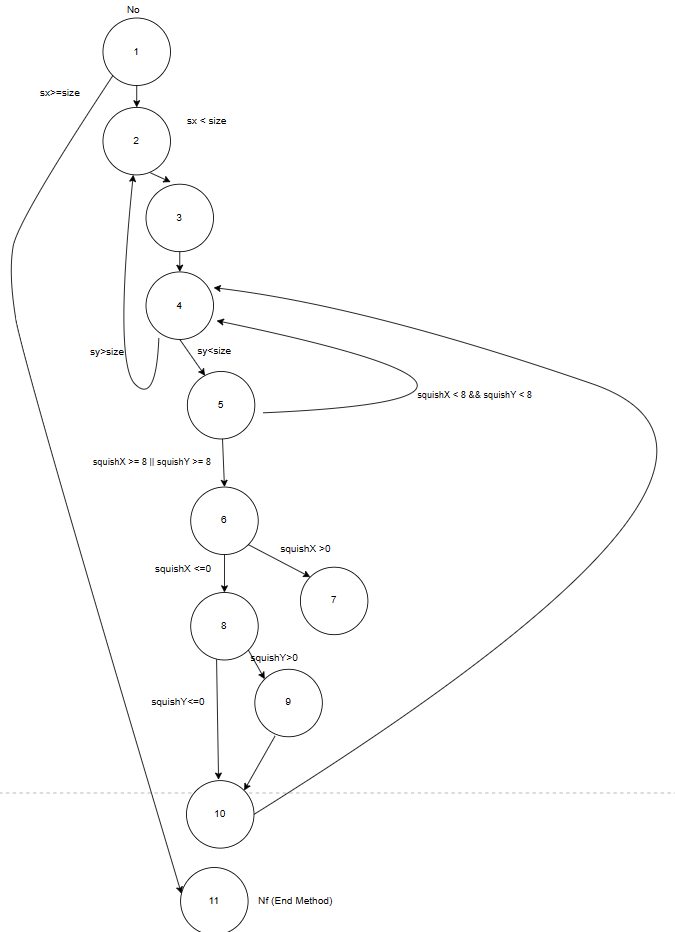 No
1
sx>=size
2
sx < size
3
4
sy>size
sy<size
5
squishX < 8 && squishY < 8
squishX >= 8 || squishY >= 8
6
squishX >0
squishX <=0
7
8
squishY>0
squishY<=0
9
10
11
Nf (End Method)